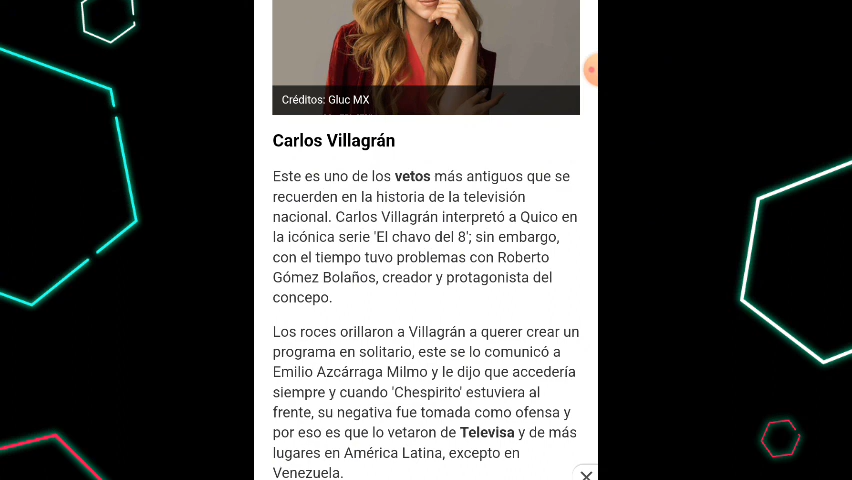 Créditos: Gluc MX
Carlos Villagrán
Este es uno de los vetos más antiguos que se
recuerden en la historia de la televisión
nacional. Carlos Villagrán interpretó a Quico en
la icónica serie 'El chavo del 8'; sin embargo,
con el tiempo tuvo problemas con Roberto
Gómez Bolaños, creador y protagonista del
concepo.
Los roces orillaron a Villagrán a querer crear un
programa en solitario, este se lo comunicó a
Emilio Azcárraga Milmo y le dijo que accedería
siempre y cuando 'Chespirito' estuviera al
frente, su negativa fue tomada como ofensa y
por eso es que lo vetaron de Televisa y de más
lugares en América Latina, excepto en
Venezuela.